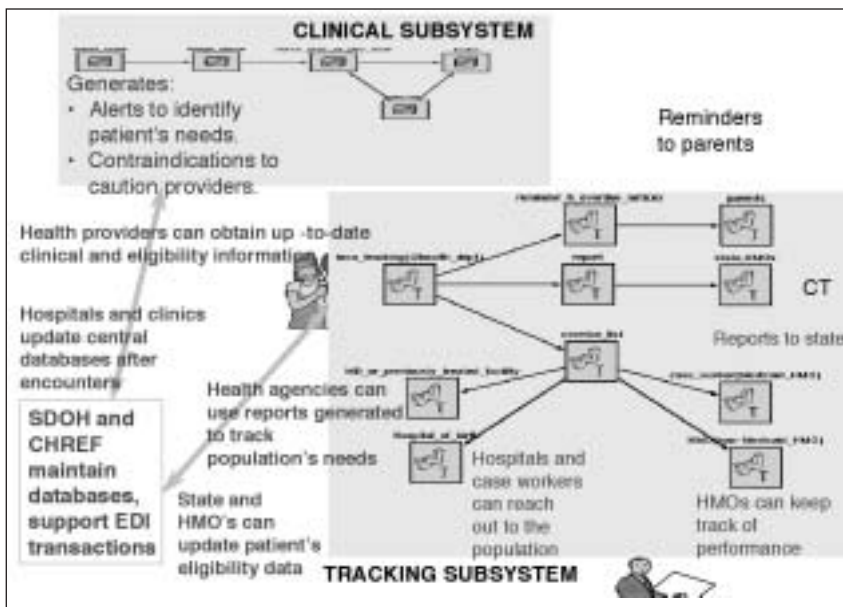 CLINICAL SUBSYSTEM
Generates:
• Alerts to identify
patient's needs.
• Contraindications to
caution providers.
Reminders
to parents
Health providers can obtain up -to-date
clinical and eligibility information
parents
report
state_HMOs
CT
Hospitals and clinics
update central
databases after
encounters
Reports to state
overdue_list
Health agencies can
use reports generated
to track
population's needs
hospital_of_birth
SDOH and
CHREF
maintain
databases,
support EDI
transactions
Hospitals and
case workers
can reach
out to the
population
HMOs can keep
track of
performance
State and
HMO's can
update patient's
eligibility data
TRACKING SUBSYSTEM